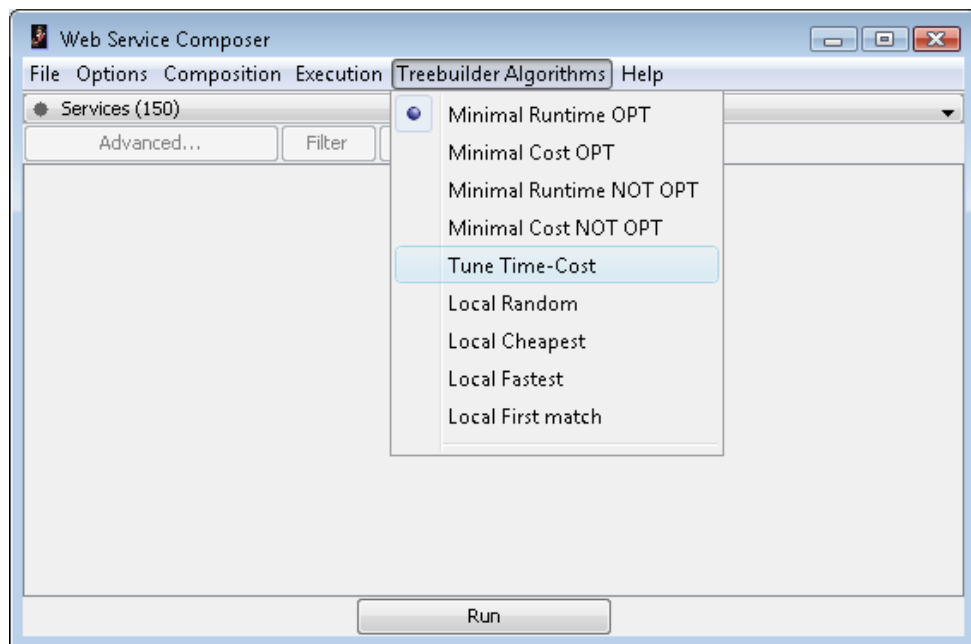 Web Service Composer
File Options Composition Execution Treebuilder Algorithms Help
Services (150)
Advanced... Filter
Minimal Runtime OPT
Minimal Cost OPT
Minimal Runtime NOT OPT
Minimal Cost NOT OPT
Tune Time-Cost
Local Random
Local Cheapest
Local Fastest
Local First match
Run